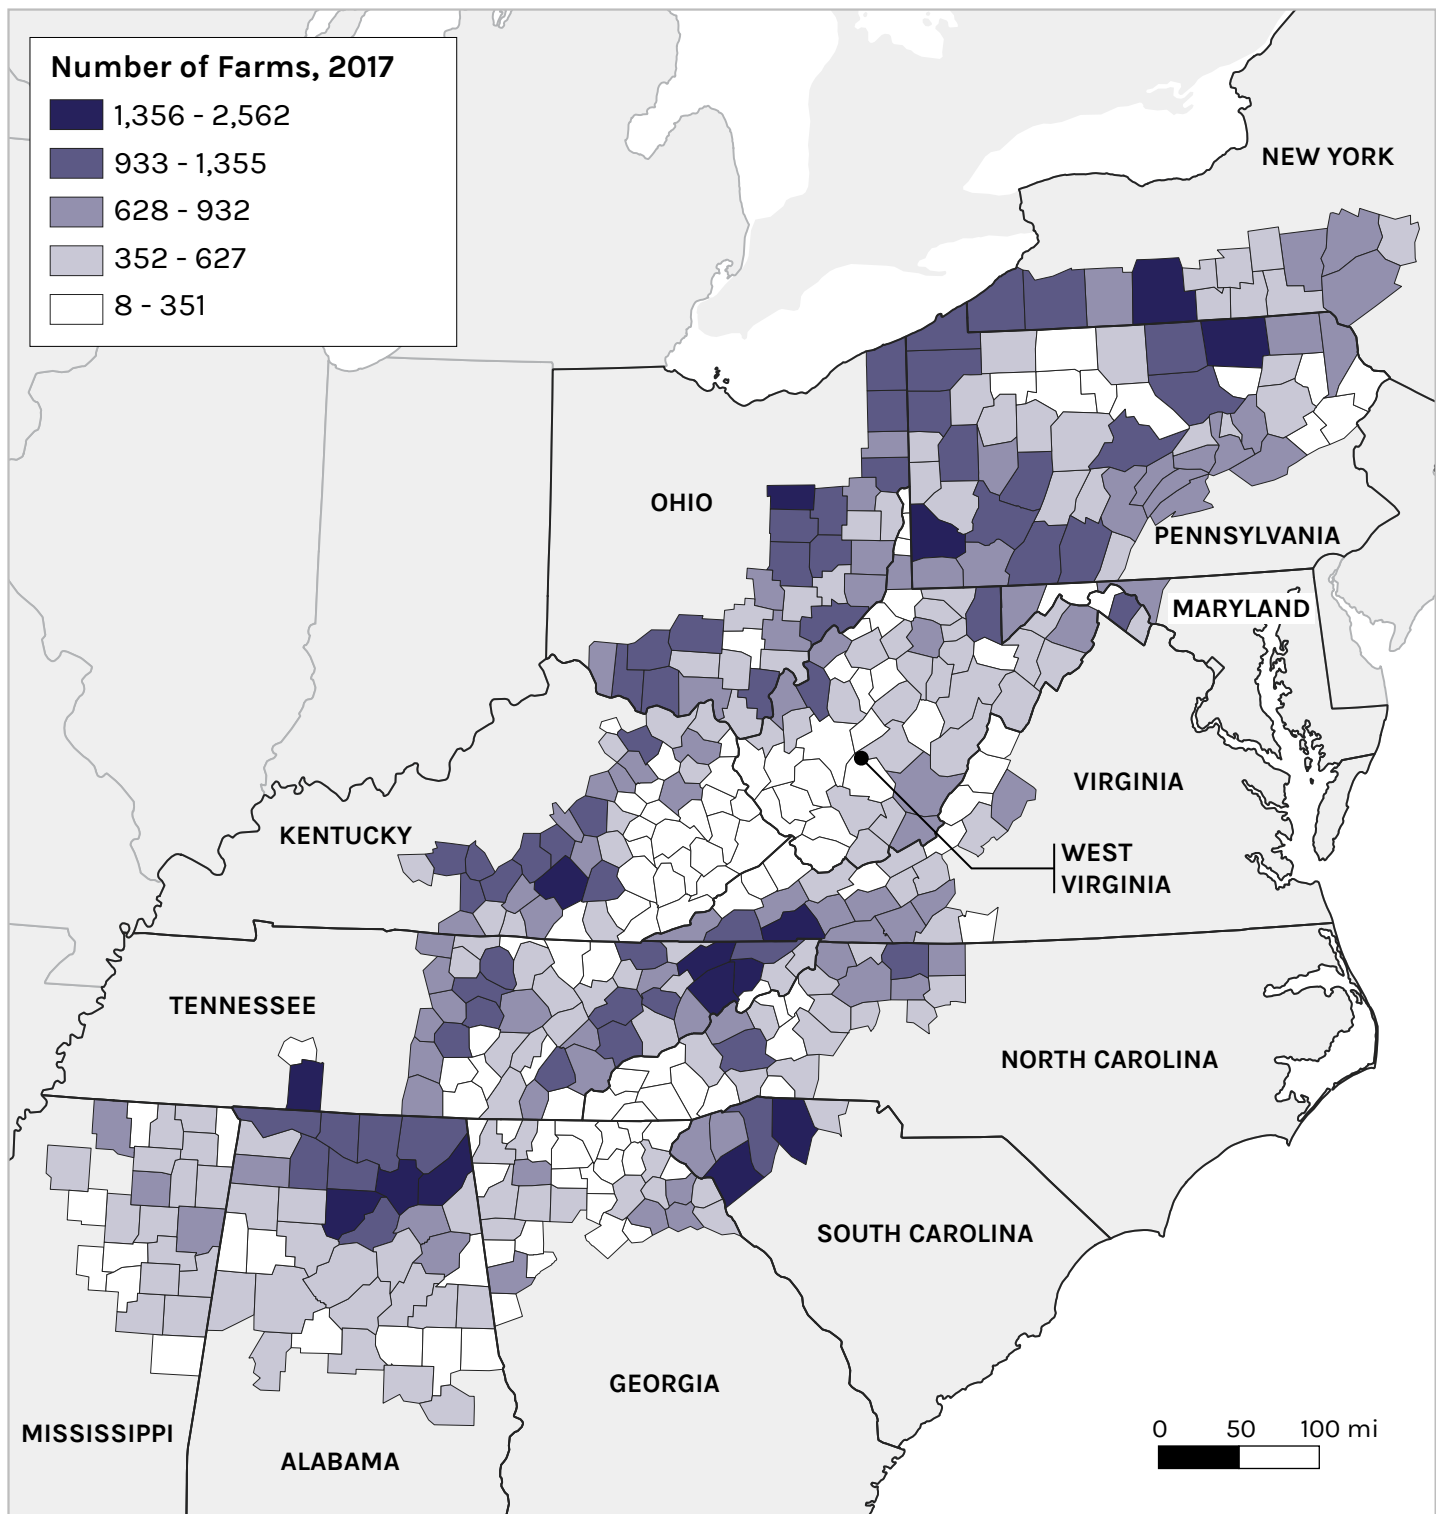 Number of Farms, 2017
1,356 - 2,562
933 - 1,355
628 - 932
352 - 627
8 - 351
NEW YORK
OHIO
PENNSYLVANIA
MARYLAND
VIRGINIA
KENTUCKY
WEST
VIRGINIA
TENNESSEE
NORTH CAROLINA
SOUTH CAROLINA
GEORGIA
MISSISSIPPI
ALABAMA
0 50 100 mi